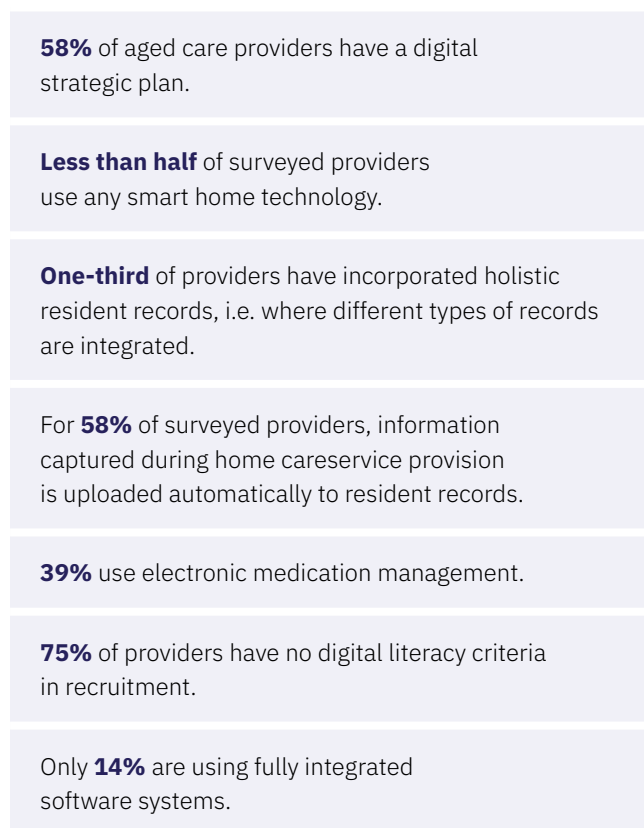 58% of aged care providers have a digital
strategic plan.
Less than half of surveyed providers
use any smart home technology.
One-third of providers have incorporated holistic
resident records, i.e. where different types of records
are integrated.
For 58% of surveyed providers, information
captured during home careservice provision
is uploaded automatically to resident records.
39% use electronic medication management.
75% of providers have no digital literacy criteria
in recruitment.
Only 14% are using fully integrated
software systems.